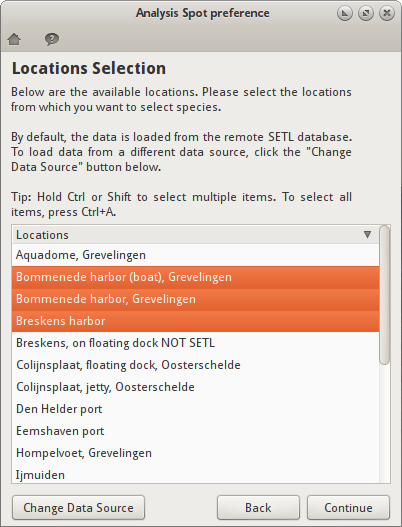 Analysis Spot preference
Locations Selection
Below are the available locations. Please select the locations
from which you want to select species.
By default, the data is loaded from the remote SETL database.
To load data from a different data source, click the "Change
Data Source" button below.
Tip: Hold Ctrl or Shift to select multiple items. To select all
items, press Ctrl+A.
Locations
Aquadome, Grevelingen
Bommenede harbor (boat), Grevelingen
Bommenede harbor, Grevelingen
Breskens harbor
Breskens, on floating dock NOT SETL
Colijnsplaat, floating dock, Oosterschelde
Colijnsplaat, jetty, Oosterschelde
Den Helder port
Eemshaven port
Hompelvoet, Grevelingen
Ijmuiden
Change Data Source
Back
Continue